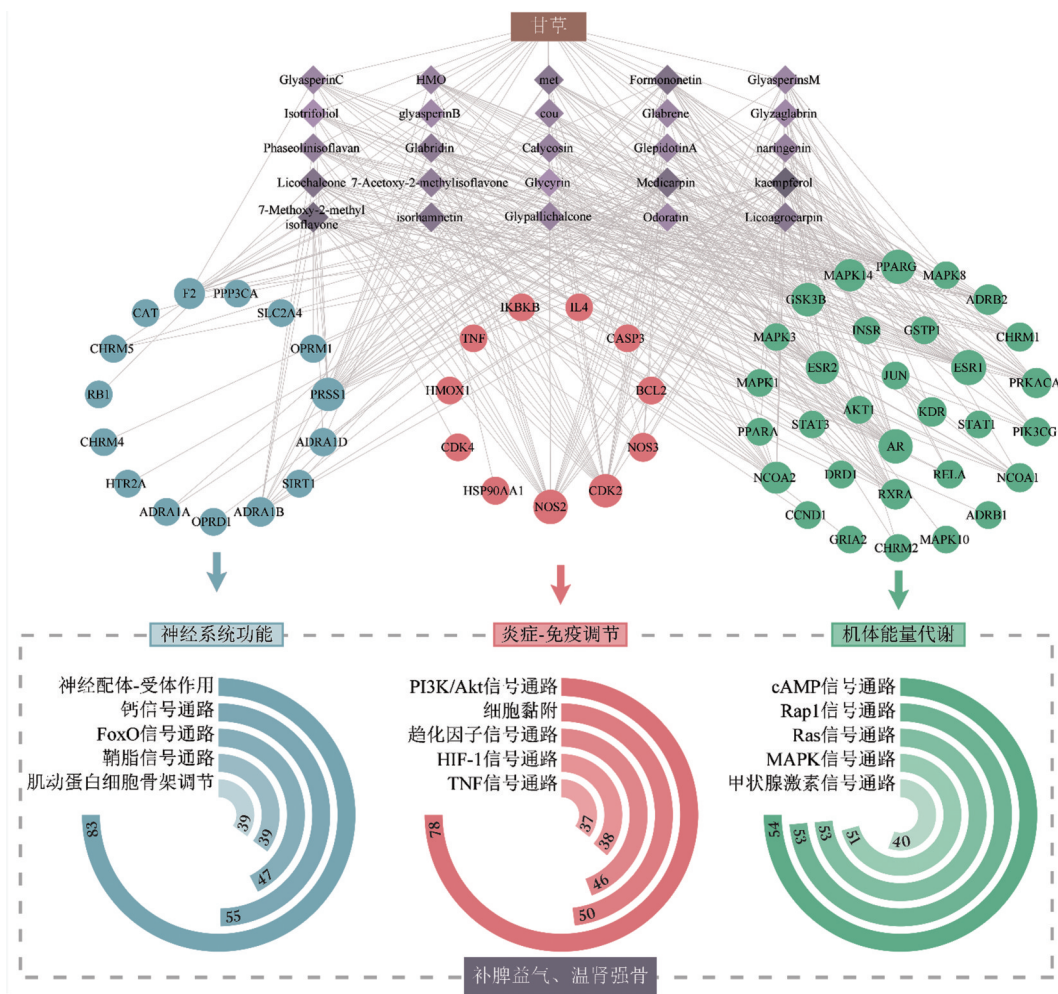 甘草
GlyasperinC
HMO
met
Formononetin
GlyasperinsM
Isotrifoliol
glyasperinB
cou
Glabrene
Glyzaglabrin
Phaseolinisoflavan
Glabridin
Calycosin
GlepidotinA
naringenin
Licochalcone
7-Acetoxy-2-methylisoflavone
Glycyrin
Medicarpin
kaempferol
7-Methoxy-2-methyl
isoflavone
isorhamnetin
Glypallichalcone
Odoratin
Licoagrocarpin
F2
PPP3CA
CAT
SLC2A4
CHRM5
OPRM1
RB1
PRSS1
CHRM4
ADRA1D
HTR2A
SIRT1
ADRA1A
OPRD1
ADRA1B
IKBKB
IL4
TNF
CASP3
HMOX1
BCL2
CDK4
NOS3
HSP90AA1
NOS2
CDK2
MAPK14
PPARG
MAPK8
GSK3B
ADRB2
MAPK3
INSR
GSTP1
CHRM1
MAPK1
ESR2
JUN
ESR1
PRKACA
PPARA
STAT3
AKT1
KDR
STAT1
PIK3CG
AR
NCOA2
DRD1
RXRA
RELA
NCOA1
CCND1
ADRB1
GRIA2
CHRM2
MAPK10
神经系统功能
炎症-免疫调节
机体能量代谢
神经配体-受体作用
钙信号通路
FoxO信号通路
鞘脂信号通路
肌动蛋白细胞骨架调节
83
55
47
39
39
PI3K/Akt信号通路
细胞黏附
趋化因子信号通路
HIF-1信号通路
TNF信号通路
78
50
46
38
37
cAMP信号通路
Rap1信号通路
Ras信号通路
MAPK信号通路
甲状腺激素信号通路
54
53
53
51
40
补脾益气、温肾强骨